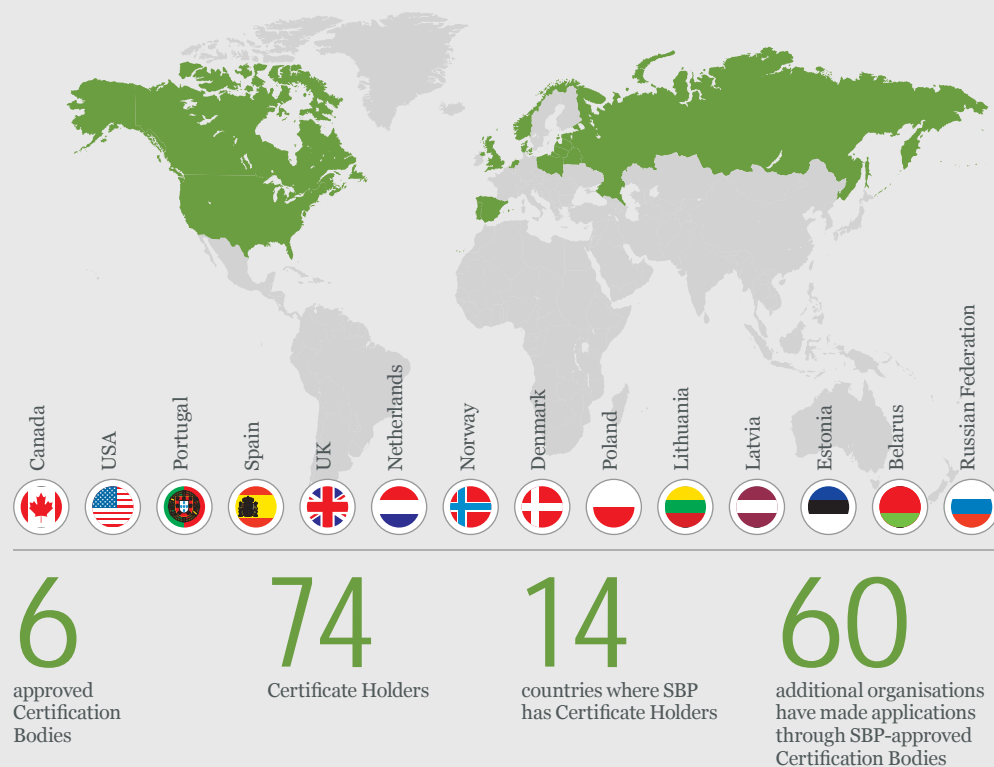 Canada
USA
Portugal
Spain
UK
Netherlands
Norway
Denmark
Poland
Lithuania
Latvia
Estonia
Belarus
Russian Federation
6
approved
Certification
Bodies
74
Certificate Holders
14
countries where SBP
has Certificate Holders
60
additional organisations
have made applications
through SBP-approved
Certification Bodies